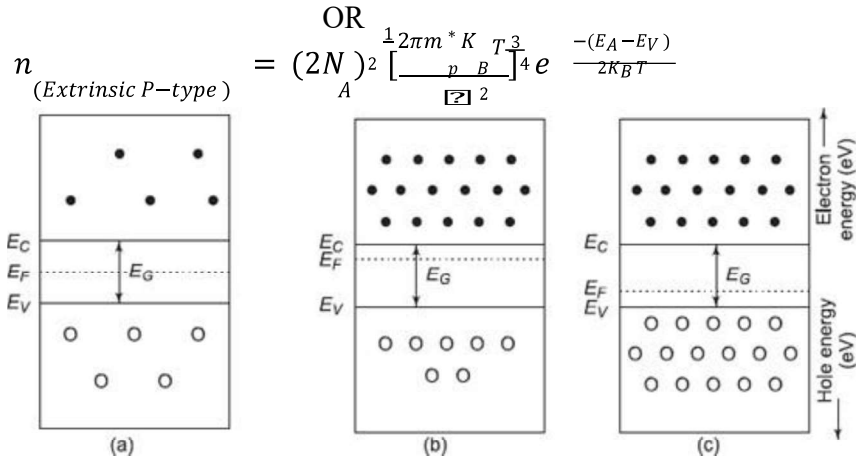 OR
n(Extrinsic P−type) = (2N_A)^{1/2} [2πm*_p K_B T / ⍰^2]^{3/4} e^{−(E_A−E_V) / 2K_B T}
E_C
E_F
E_V
E_G
(a)
E_C
E_F
E_V
E_G
(b)
E_C
E_F
E_V
E_G
(c)
Electron energy (eV)
Hole energy (eV)